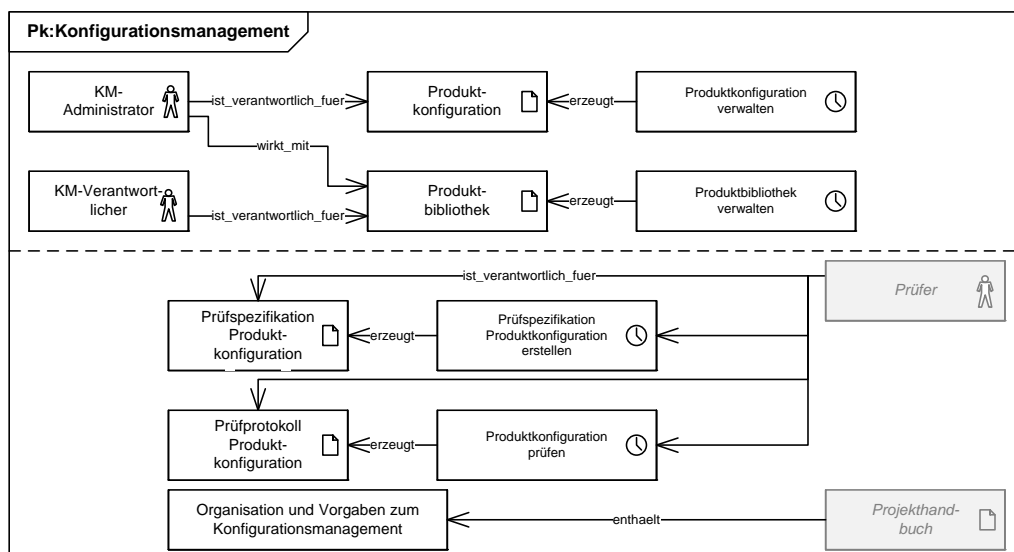 Pk:Konfigurationsmanagement
KM-
Administrator
ist_verantwortlich_fuer
Produkt-
konfiguration
erzeugt
Produktkonfiguration
verwalten
wirkt_mit
KM-Verantwort-
licher
ist_verantwortlich_fuer
Produkt-
bibliothek
erzeugt
Produktbibliothek
verwalten
ist_verantwortlich_fuer
Prüfer
Prüfspezifikation
Produkt-
konfiguration
erzeugt
Prüfspezifikation
Produktkonfiguration
erstellen
Prüfprotokoll
Produkt-
konfiguration
erzeugt
Produktkonfiguration
prüfen
Organisation und Vorgaben zum
Konfigurationsmanagement
enthaelt
Projekthand-
buch